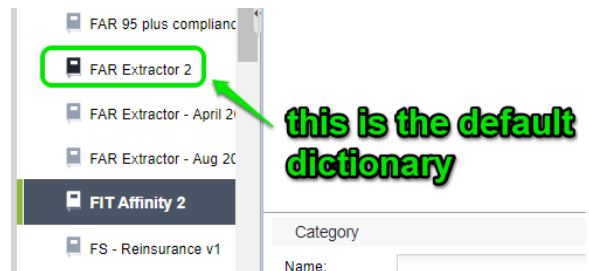 FAR 95 plus complianc
FAR Extractor 2
FAR Extractor - April 2
FAR Extractor - Aug 20
FIT Affinity 2
FS - Reinsurance v1
this is the default
dictionary
Category
Name: